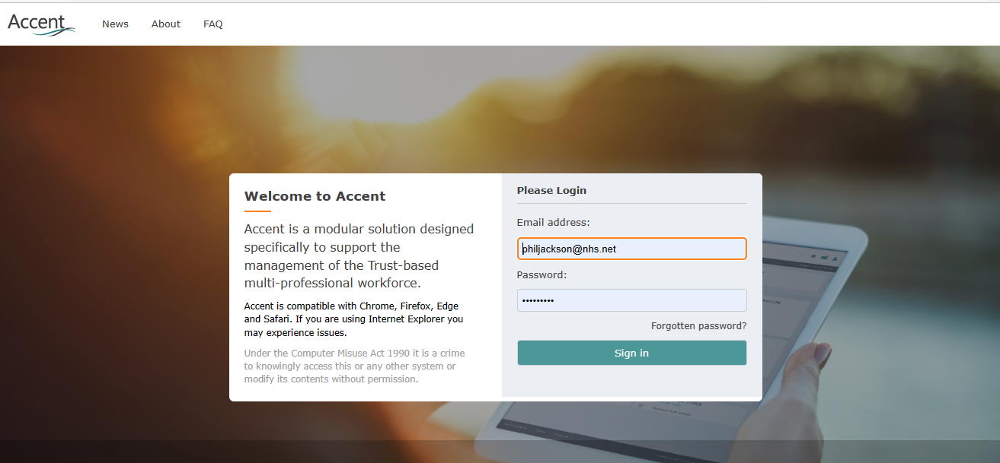 Accent
News
About
FAQ
Welcome to Accent
Accent is a modular solution designed
specifically to support the
management of the Trust-based
multi-professional workforce.
Accent is compatible with Chrome, Firefox, Edge
and Safari. If you are using Internet Explorer you
may experience issues.
Under the Computer Misuse Act 1990 it is a crime
to knowingly access this or any other system or
modify its contents without permission.
Please Login
Email address:
philjackson@nhs.net
Password:
•••••••••
Forgotten password?
Sign in